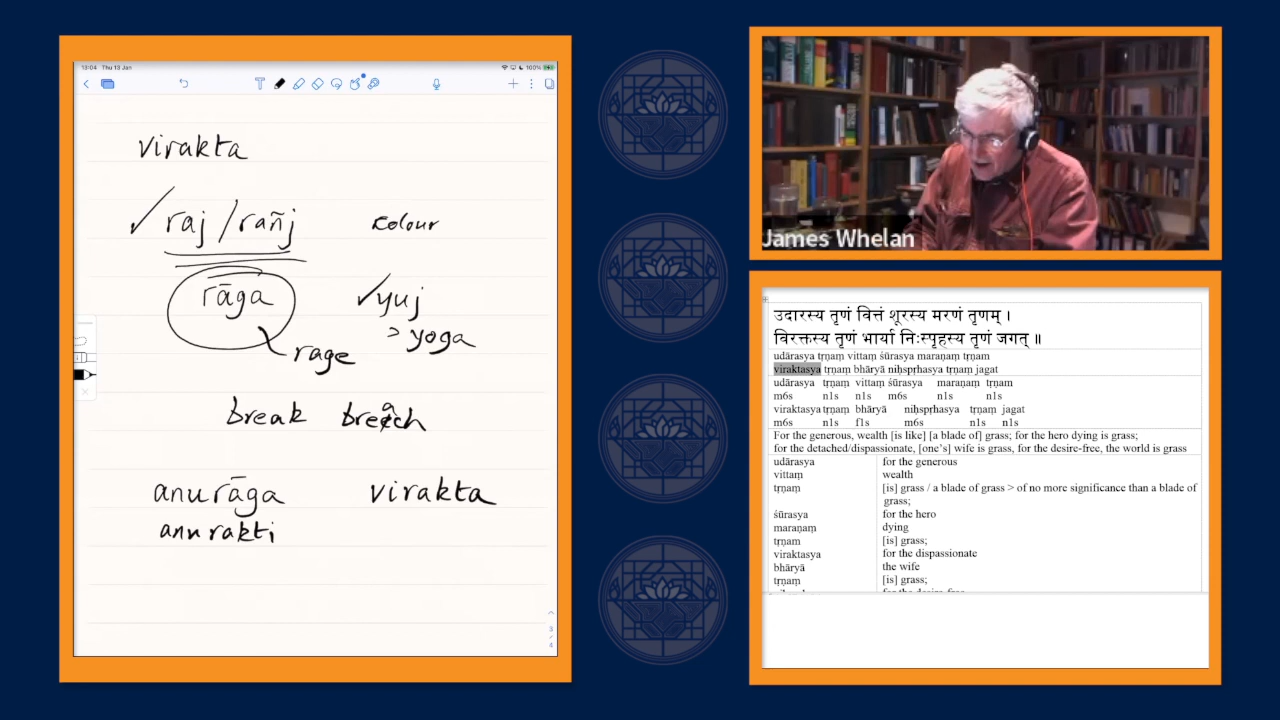 13:04 Thu 13 Jan
100%
virakta
√raj / rañj colour
rāga √yuj
> yoga
rage
break breach
anurāga virakta
anurakti
3
/
4
James Whelan
उदारस्य तृणं वित्तं शूरस्य मरणं तृणम् ।
विरक्तस्य तृणं भार्या निःस्पृहस्य तृणं जगत् ॥
udārasya tṛṇaṃ vittaṃ śūrasya maraṇaṃ tṛṇam
viraktasya tṛṇaṃ bhāryā niḥspṛhasya tṛṇaṃ jagat
udārasya tṛṇaṃ vittaṃ śūrasya maraṇaṃ tṛṇam
m6s n1s n1s m6s n1s n1s
viraktasya tṛṇaṃ bhāryā niḥspṛhasya tṛṇaṃ jagat
m6s n1s f1s m6s n1s n1s
For the generous, wealth [is like] [a blade of] grass; for the hero dying is grass;
for the detached/dispassionate, [one's] wife is grass, for the desire-free, the world is grass
udārasya for the generous
vittaṃ wealth
tṛṇaṃ [is] grass / a blade of grass > of no more significance than a blade of
grass;
śūrasya for the hero
maraṇaṃ dying
tṛṇam [is] grass;
viraktasya for the dispassionate
bhāryā the wife
tṛṇaṃ [is] grass;